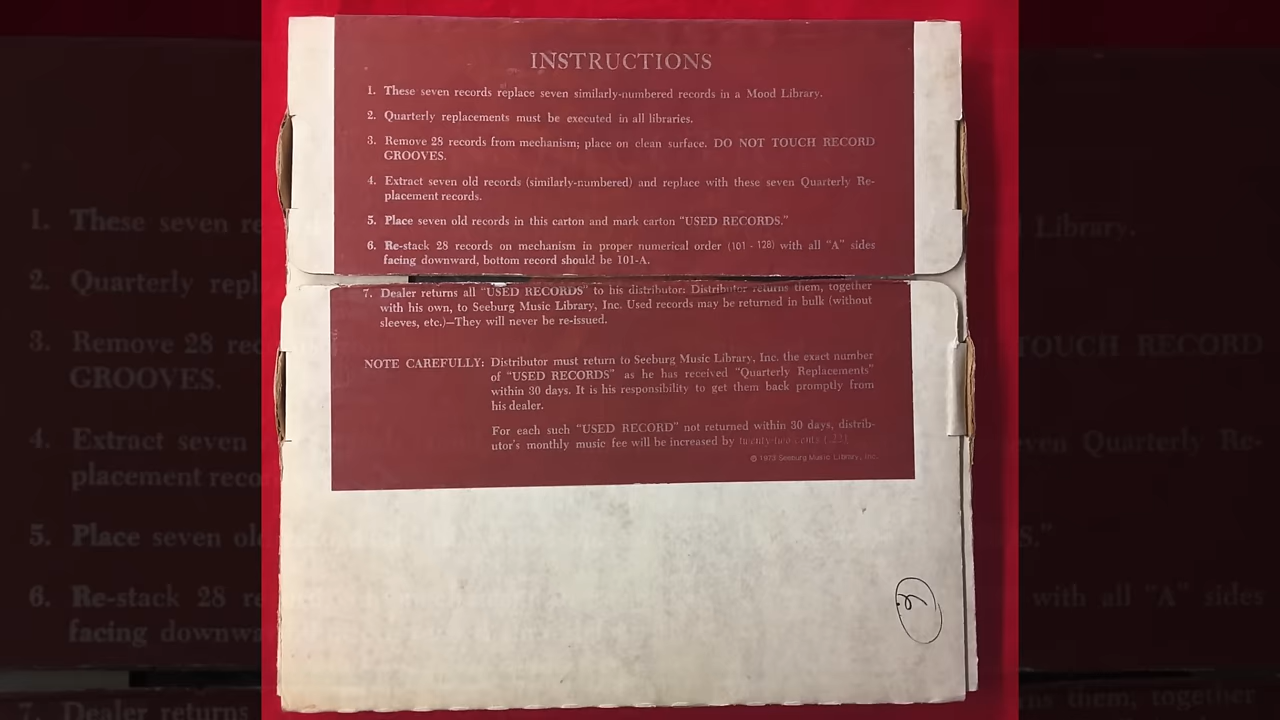 INSTRUCTIONS
1. These seven records replace seven similarly-numbered records in a Mood Library.
2. Quarterly replacements must be executed in all libraries.
3. Remove 28 records from mechanism; place on clean surface. DO NOT TOUCH RECORD
GROOVES.
4. Extract seven old records (similarly-numbered) and replace with these seven Quarterly Re-
placement records.
5. Place seven old records in this carton and mark carton "USED RECORDS."
6. Re-stack 28 records on mechanism in proper numerical order (101 - 128) with all "A" sides
facing downward, bottom record should be 101-A.
7. Dealer returns all "USED RECORDS" to his distributor. Distributor returns them, together
with his own, to Seeburg Music Library, Inc. Used records may be returned in bulk (without
sleeves, etc.)—They will never be re-issued.
NOTE CAREFULLY: Distributor must return to Seeburg Music Library, Inc. the exact number
of "USED RECORDS" as he has received "Quarterly Replacements"
within 30 days. It is his responsibility to get them back promptly from
his dealer.
For each such "USED RECORD" not returned within 30 days, distrib-
utor's monthly music fee will be increased by twenty-two cents
© 1973 Seeburg Music Library, Inc.